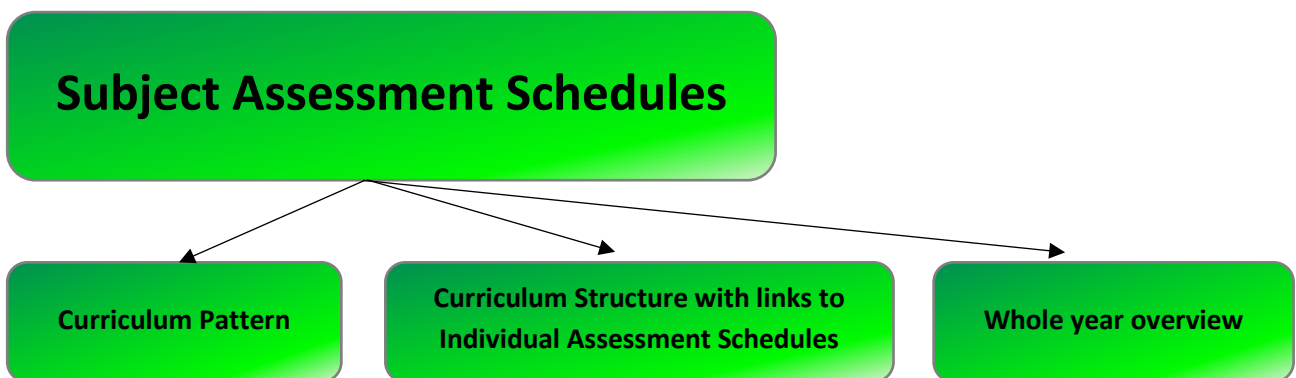 Subject Assessment Schedules
Curriculum Pattern
Curriculum Structure with links to
Individual Assessment Schedules
Whole year overview